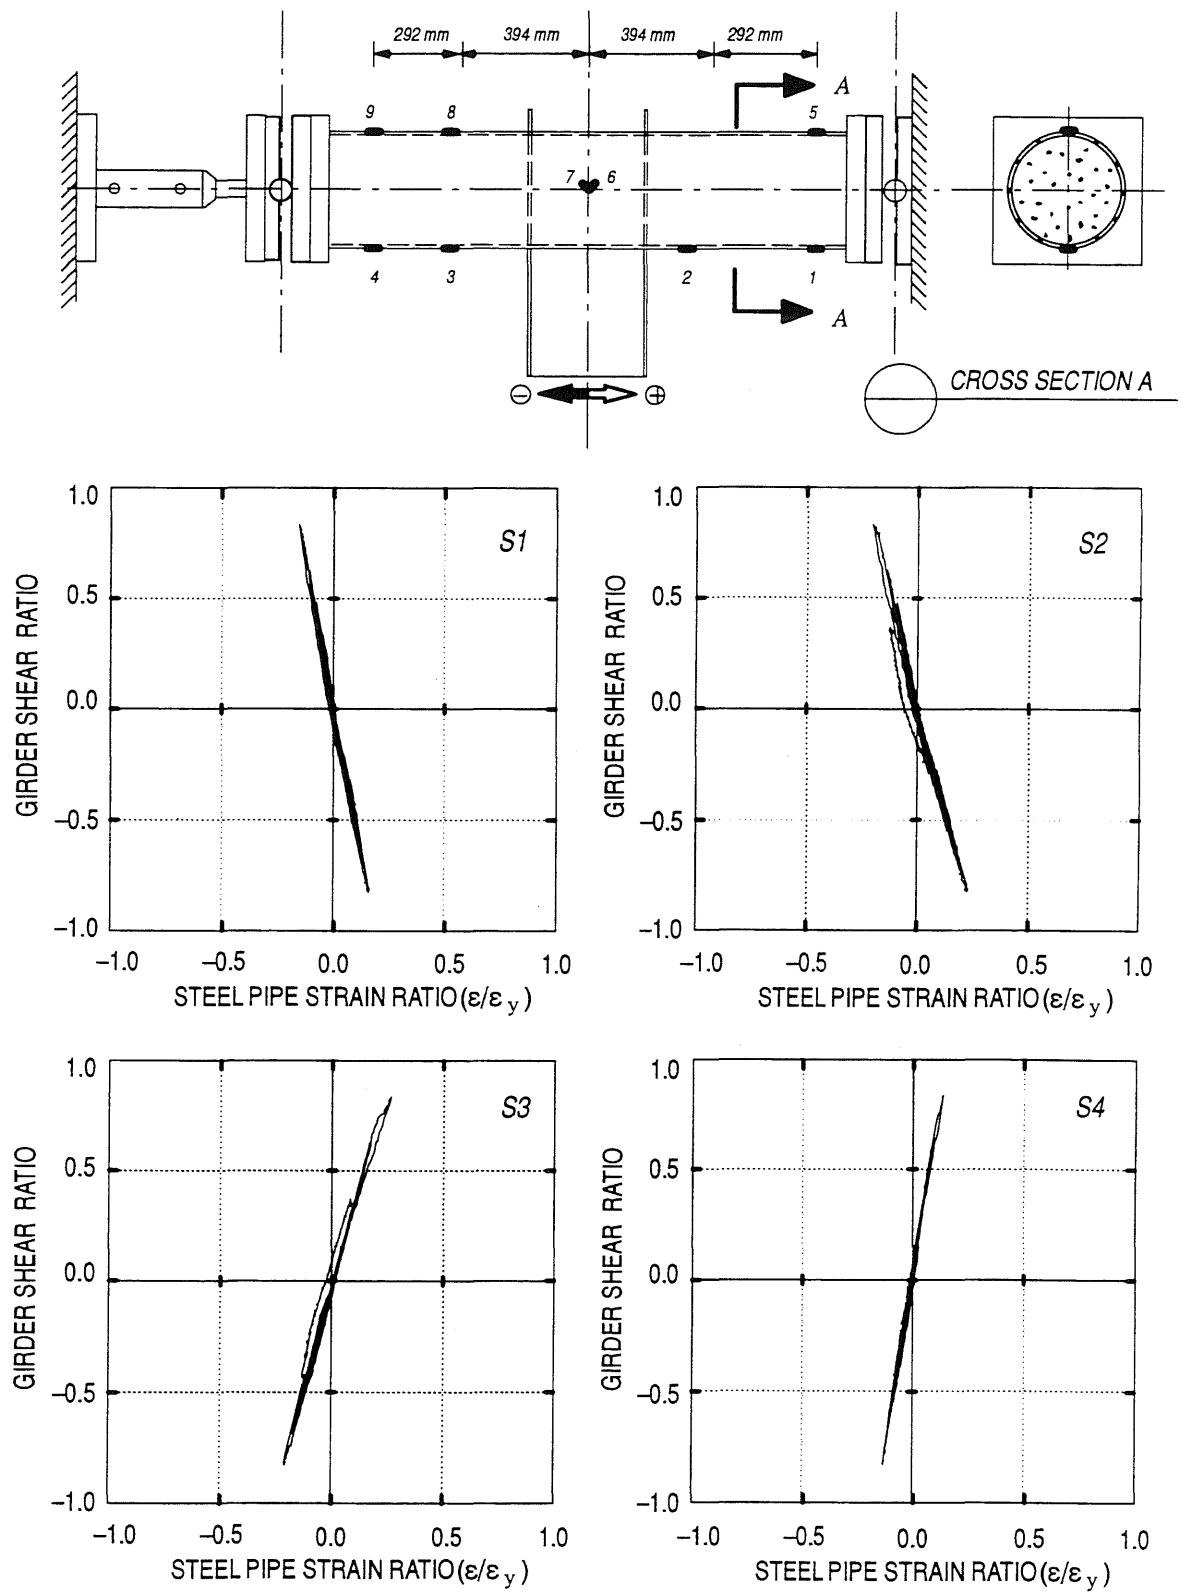 292 mm 394 mm 394 mm 292 mm
A
9 8 5
7 6
4 3 2 1
A
− +
CROSS SECTION A
1.0
0.5
0.0
−0.5
−1.0
GIRDER SHEAR RATIO
S1
−1.0 −0.5 0.0 0.5 1.0
STEEL PIPE STRAIN RATIO (ε/ε y )
1.0
0.5
0.0
−0.5
−1.0
GIRDER SHEAR RATIO
S2
−1.0 −0.5 0.0 0.5 1.0
STEEL PIPE STRAIN RATIO (ε/ε y )
1.0
0.5
0.0
−0.5
−1.0
GIRDER SHEAR RATIO
S3
−1.0 −0.5 0.0 0.5 1.0
STEEL PIPE STRAIN RATIO (ε/ε y )
1.0
0.5
0.0
−0.5
−1.0
GIRDER SHEAR RATIO
S4
−1.0 −0.5 0.0 0.5 1.0
STEEL PIPE STRAIN RATIO (ε/ε y )